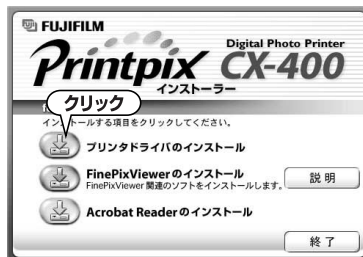 FUJIFILM
Digital Photo Printer
Printpix CX-400
インストーラー
クリック
トールする項目をクリックしてください。
プリンタドライバのインストール
FinePixViewerのインストール
FinePixViewer 関連のソフトをインストールします。
説 明
Acrobat Readerのインストール
終 了